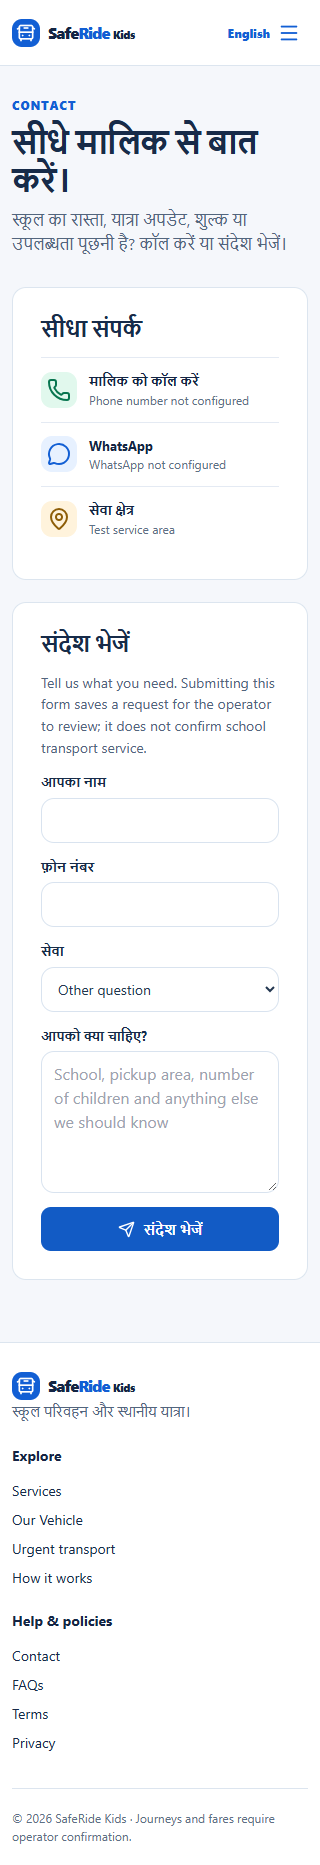 SafeRide Kids
English
CONTACT
सीधे मालिक से बात
करें।
स्कूल का रास्ता, यात्रा अपडेट, शुल्क या
उपलब्धता पूछनी है? कॉल करें या संदेश भेजें।
सीधा संपर्क
मालिक को कॉल करें
Phone number not configured
WhatsApp
WhatsApp not configured
सेवा क्षेत्र
Test service area
संदेश भेजें
Tell us what you need. Submitting this
form saves a request for the operator
to review; it does not confirm school
transport service.
आपका नाम
फ़ोन नंबर
सेवा
Other question
आपको क्या चाहिए?
School, pickup area, number
of children and anything else
we should know
संदेश भेजें
SafeRide Kids
स्कूल परिवहन और स्थानीय यात्रा।
Explore
Services
Our Vehicle
Urgent transport
How it works
Help & policies
Contact
FAQs
Terms
Privacy
© 2026 SafeRide Kids · Journeys and fares require
operator confirmation.